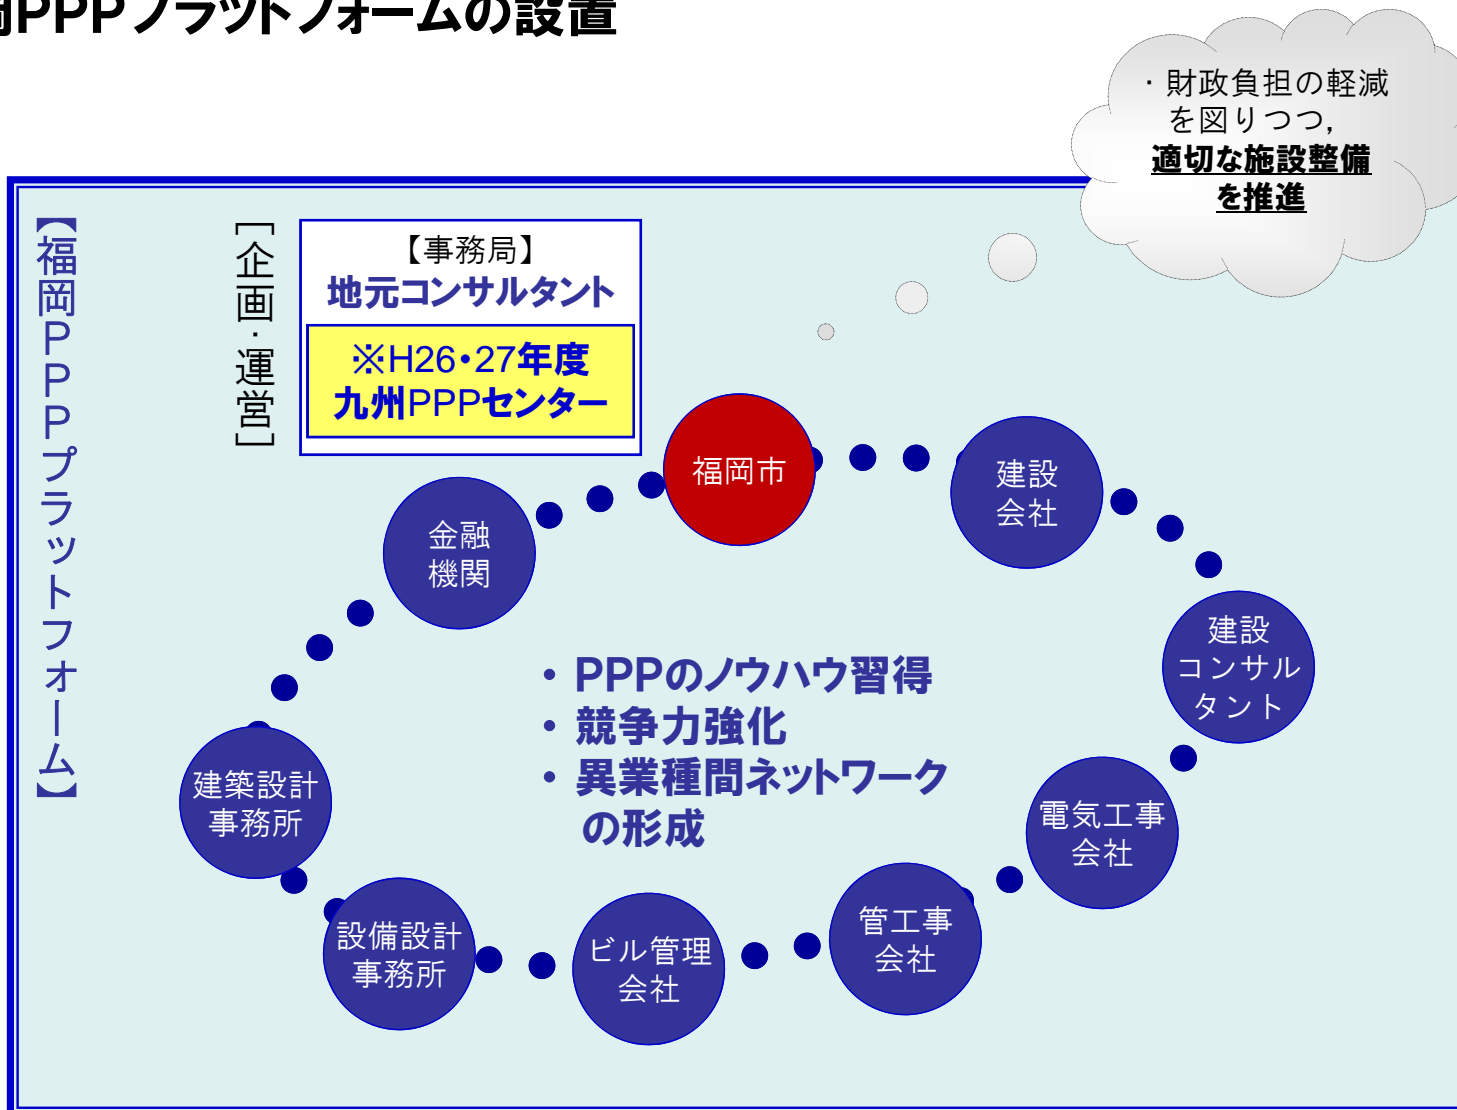 PPPプラットフォームの設置
・財政負担の軽減
を図りつつ,
適切な施設整備
を推進
【福岡PPPプラットフォーム】
［企画・運営］
【事務局】
地元コンサルタント
※H26・27年度
九州PPPセンター
福岡市
建設
会社
金融
機関
建設
コンサル
タント
・PPPのノウハウ習得
・競争力強化
・異業種間ネットワーク
の形成
建築設計
事務所
電気工事
会社
管工事
会社
設備設計
事務所
ビル管理
会社